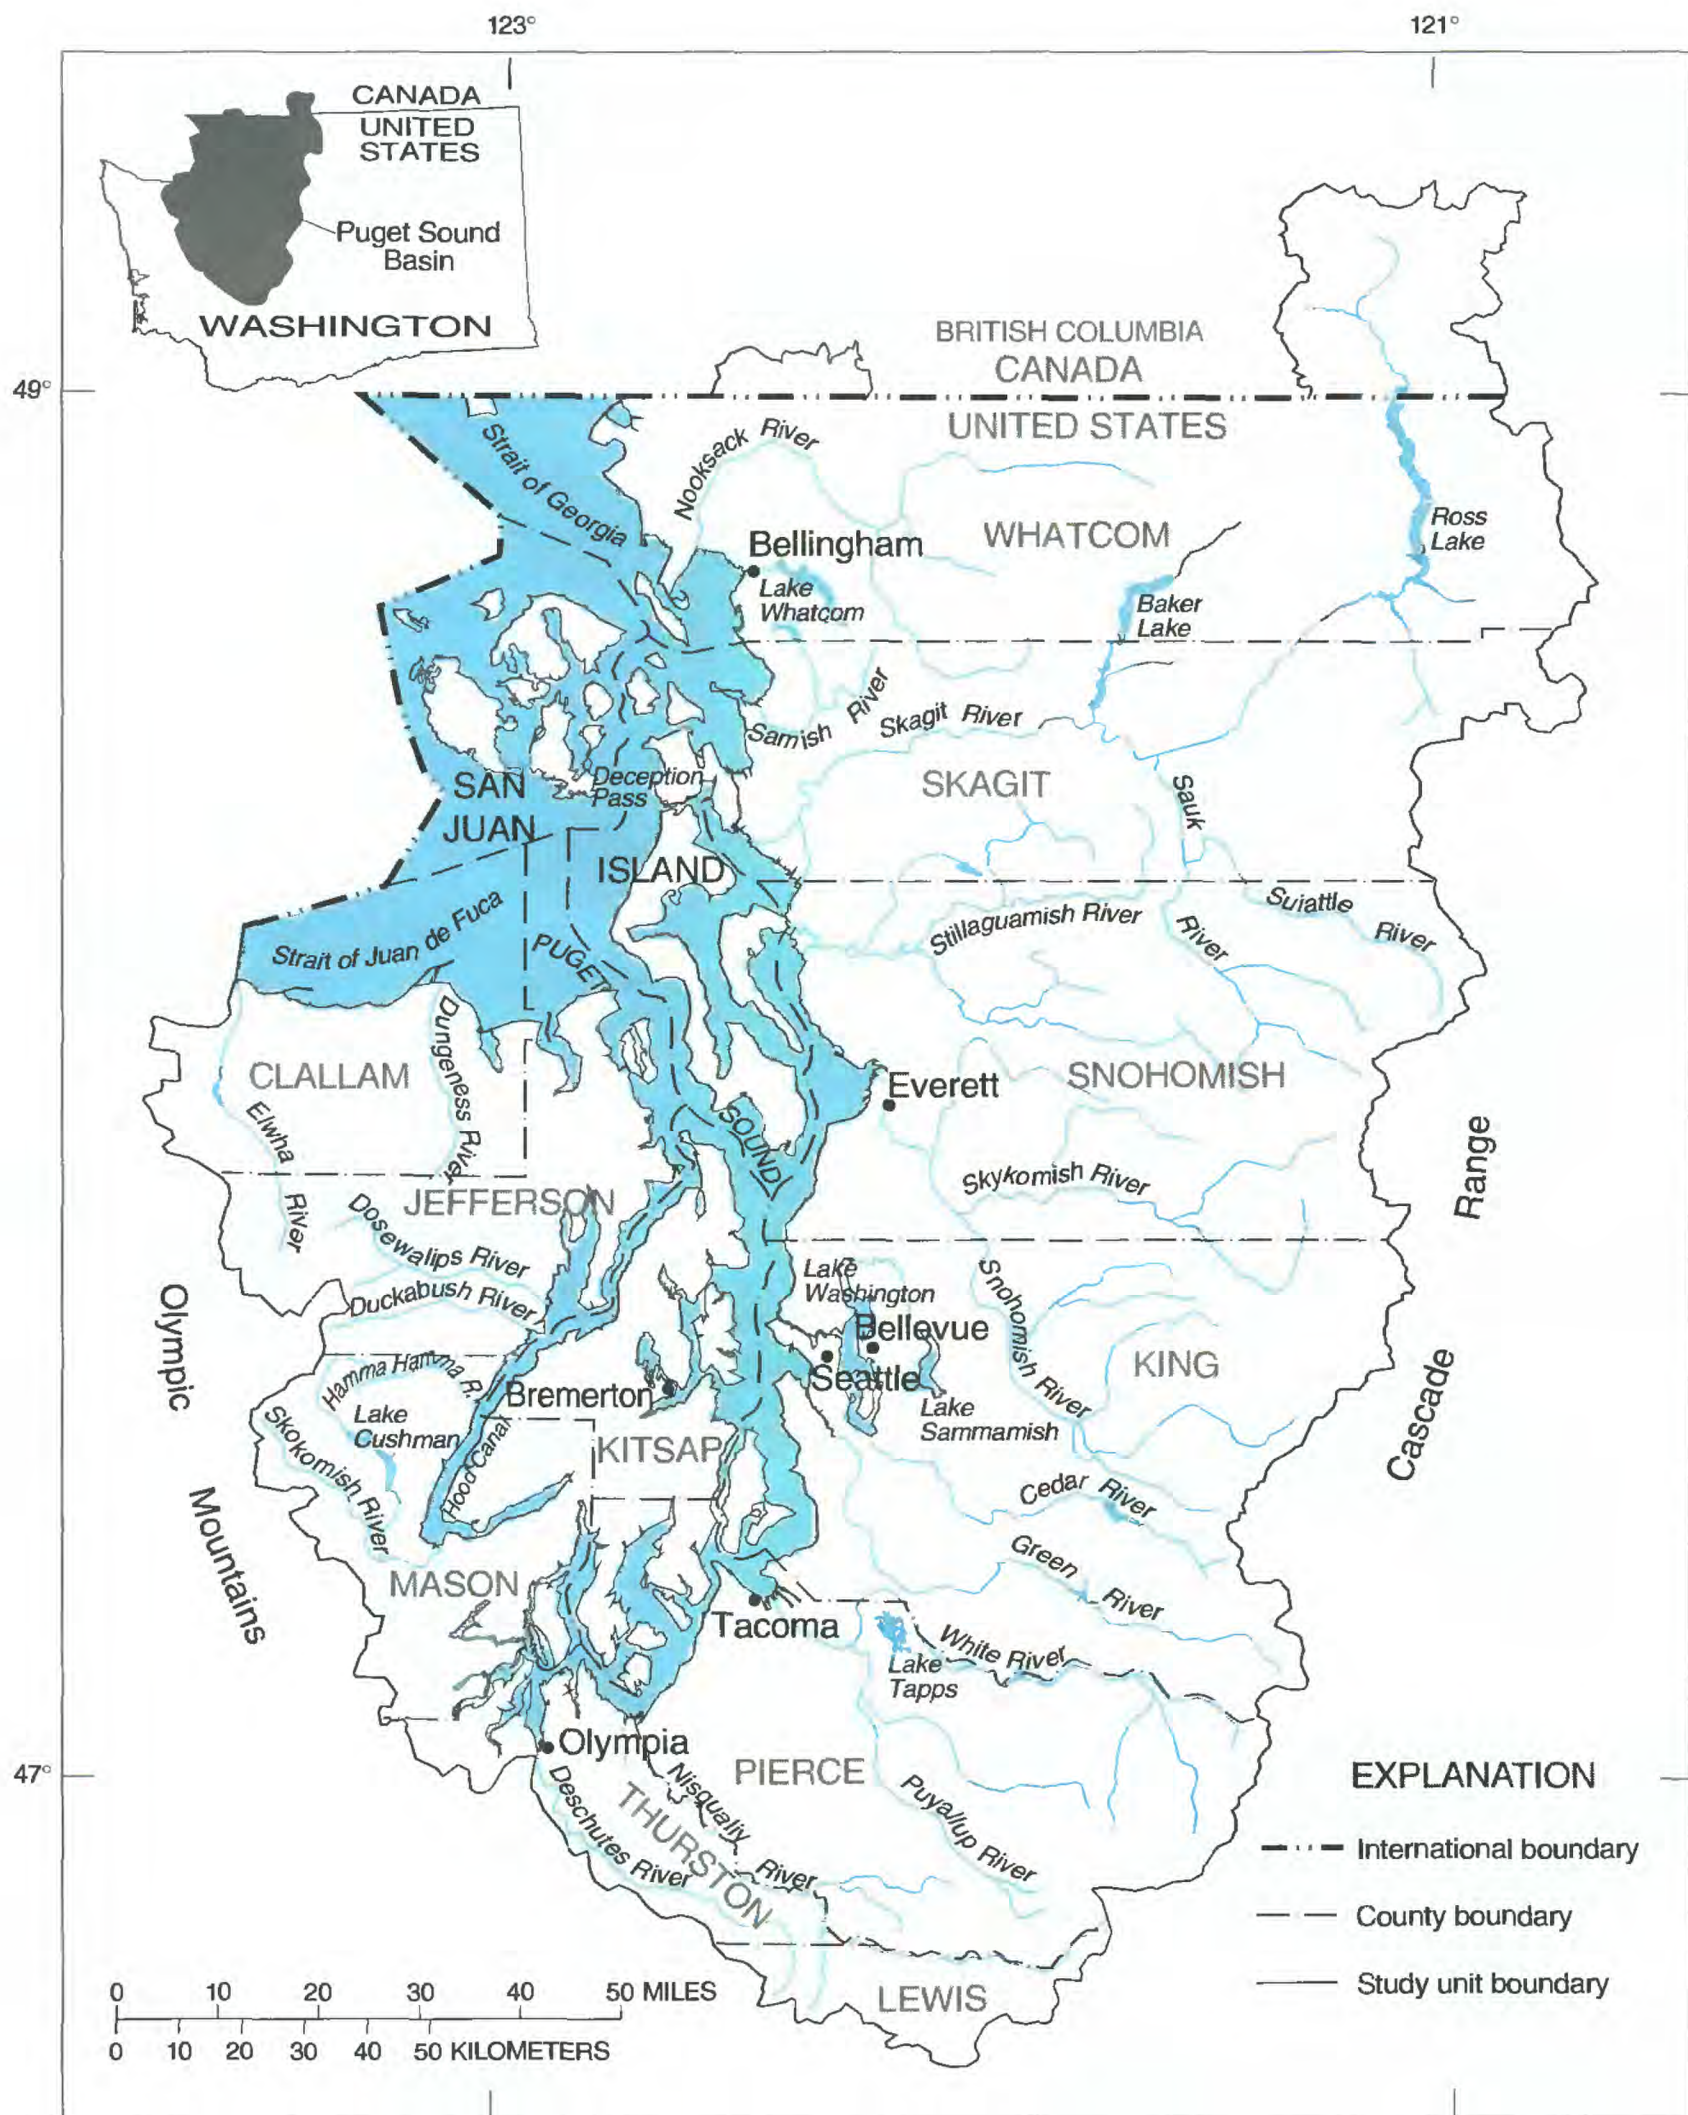 123°
121°
CANADA
UNITED
STATES
Puget Sound
Basin
WASHINGTON
BRITISH COLUMBIA
CANADA
49°
UNITED STATES
Strait of Georgia
Nooksack River
WHATCOM
Ross
Lake
Bellingham
Lake
Whatcom
Baker
Lake
Samish River
Skagit River
SAN
JUAN
Deception
Pass
SKAGIT
Sauk
River
ISLAND
Suiattle
River
Strait of Juan de Fuca
PUGET
SOUND
Stillaguamish River
Dungeness River
CLALLAM
Everett
SNOHOMISH
Elwha
River
Skykomish River
Range
JEFFERSON
Dosewalips River
Duckabush River
Lake
Washington
Snohomish River
Bellevue
Seattle
KING
Olympic
Hamma Hamma R.
Bremerton
Lake
Sammamish
Cascade
Lake
Cushman
Skokomish River
Hood Canal
KITSAP
Cedar River
Mountains
Green River
MASON
Tacoma
White River
Lake
Tapps
Olympia
47°
PIERCE
EXPLANATION
Nisqually River
THURSTON
Deschutes River
Puyallup River
International boundary
County boundary
Study unit boundary
LEWIS
0 10 20 30 40 50 MILES
0 10 20 30 40 50 KILOMETERS